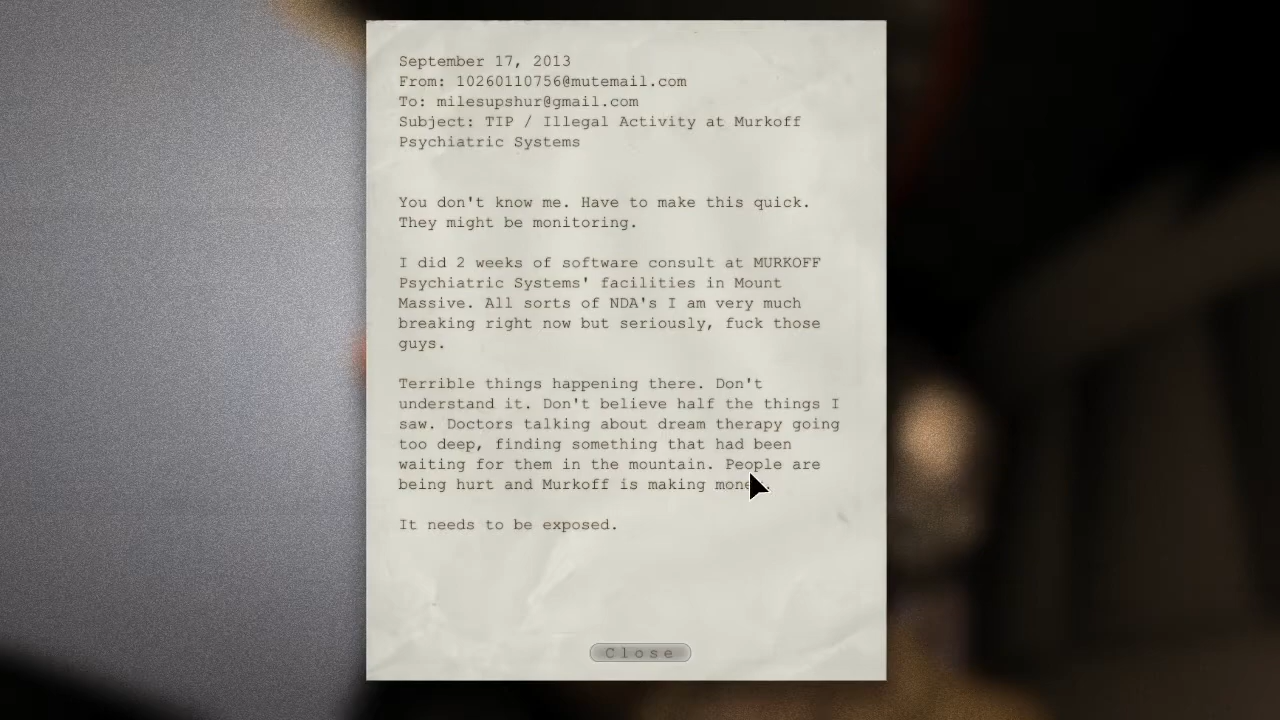 September 17, 2013
From: 10260110756@mutemail.com
To: milesupshur@gmail.com
Subject: TIP / Illegal Activity at Murkoff
Psychiatric Systems
You don't know me. Have to make this quick.
They might be monitoring.
I did 2 weeks of software consult at MURKOFF
Psychiatric Systems' facilities in Mount
Massive. All sorts of NDA's I am very much
breaking right now but seriously, fuck those
guys.
Terrible things happening there. Don't
understand it. Don't believe half the things I
saw. Doctors talking about dream therapy going
too deep, finding something that had been
waiting for them in the mountain. People are
being hurt and Murkoff is making money.
It needs to be exposed.
Close